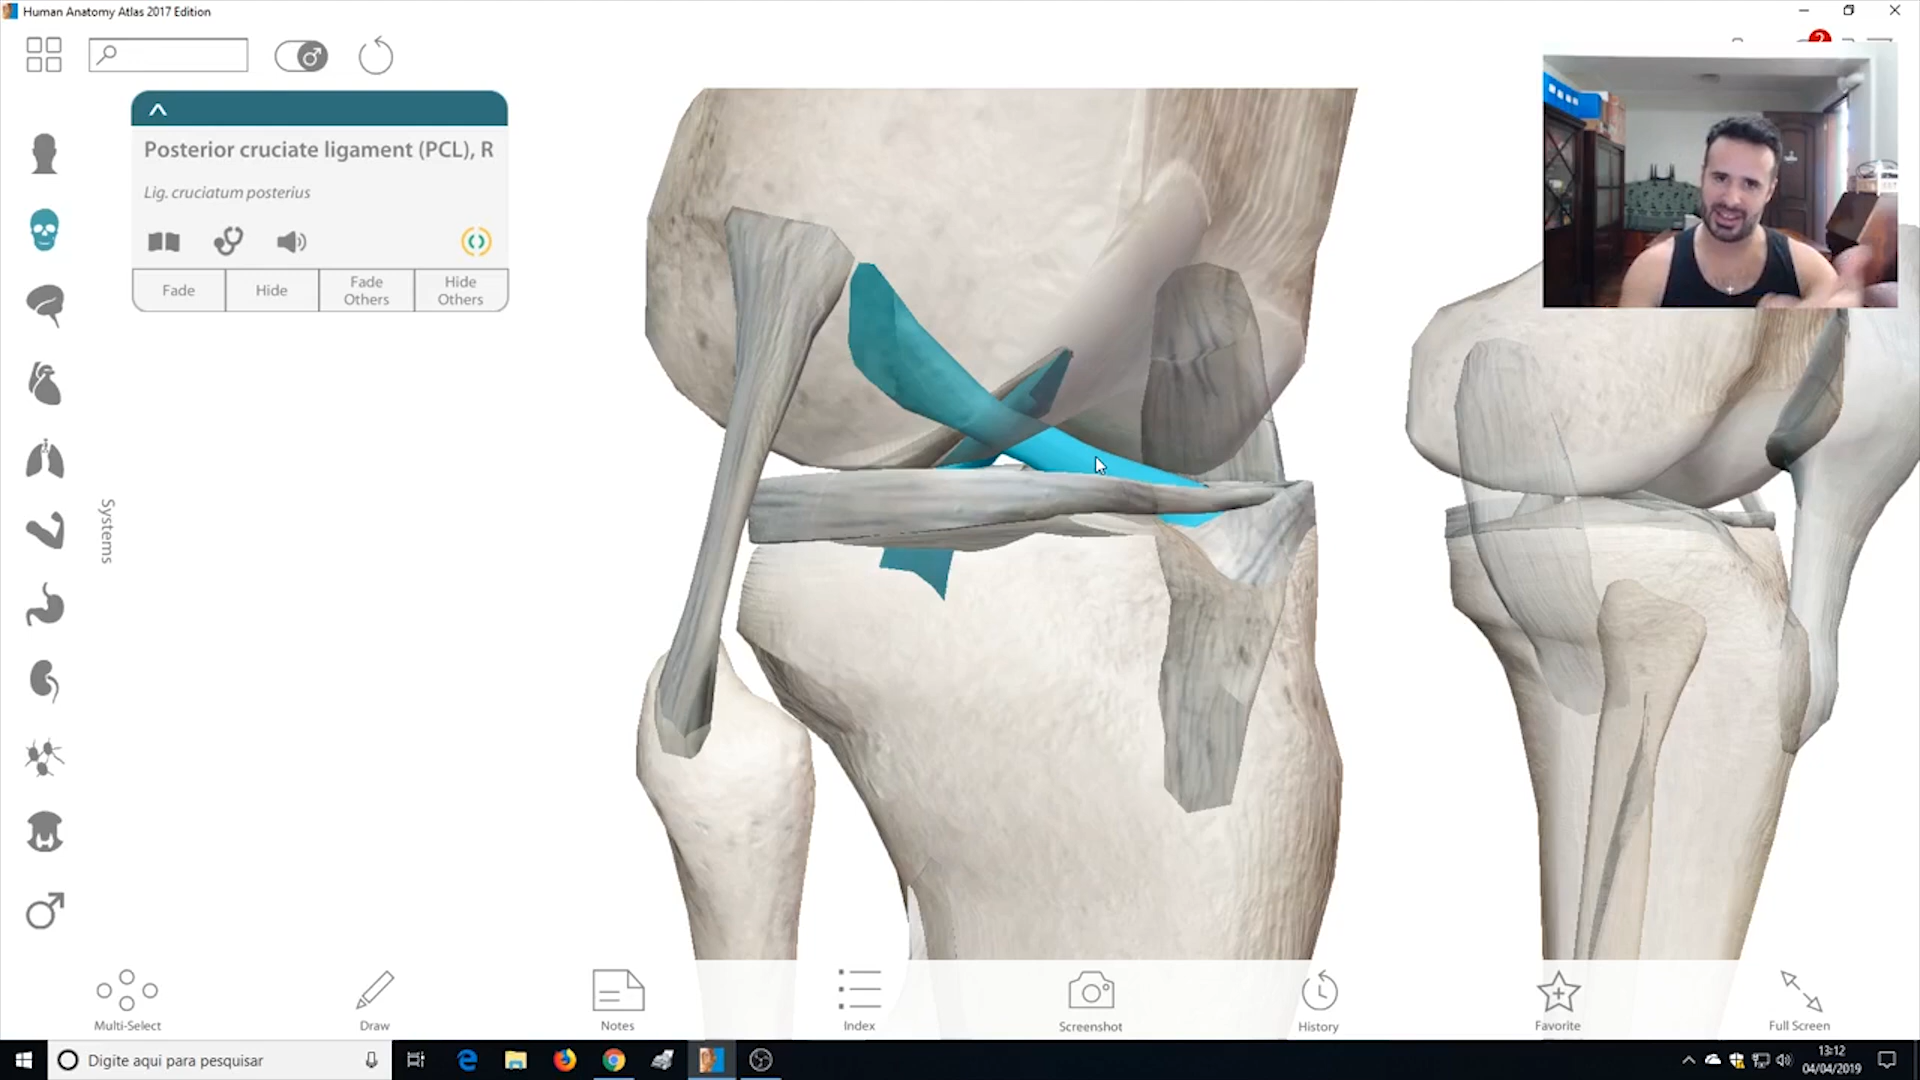 Human Anatomy Atlas 2017 Edition
2
Posterior cruciate ligament (PCL), R
Lig. cruciatum posterius
Fade
Hide
Fade
Others
Hide
Others
Systems
Multi-Select
Draw
Notes
Index
Screenshot
History
Favorite
Full Screen
Digite aqui para pesquisar
13:12
04/04/2019